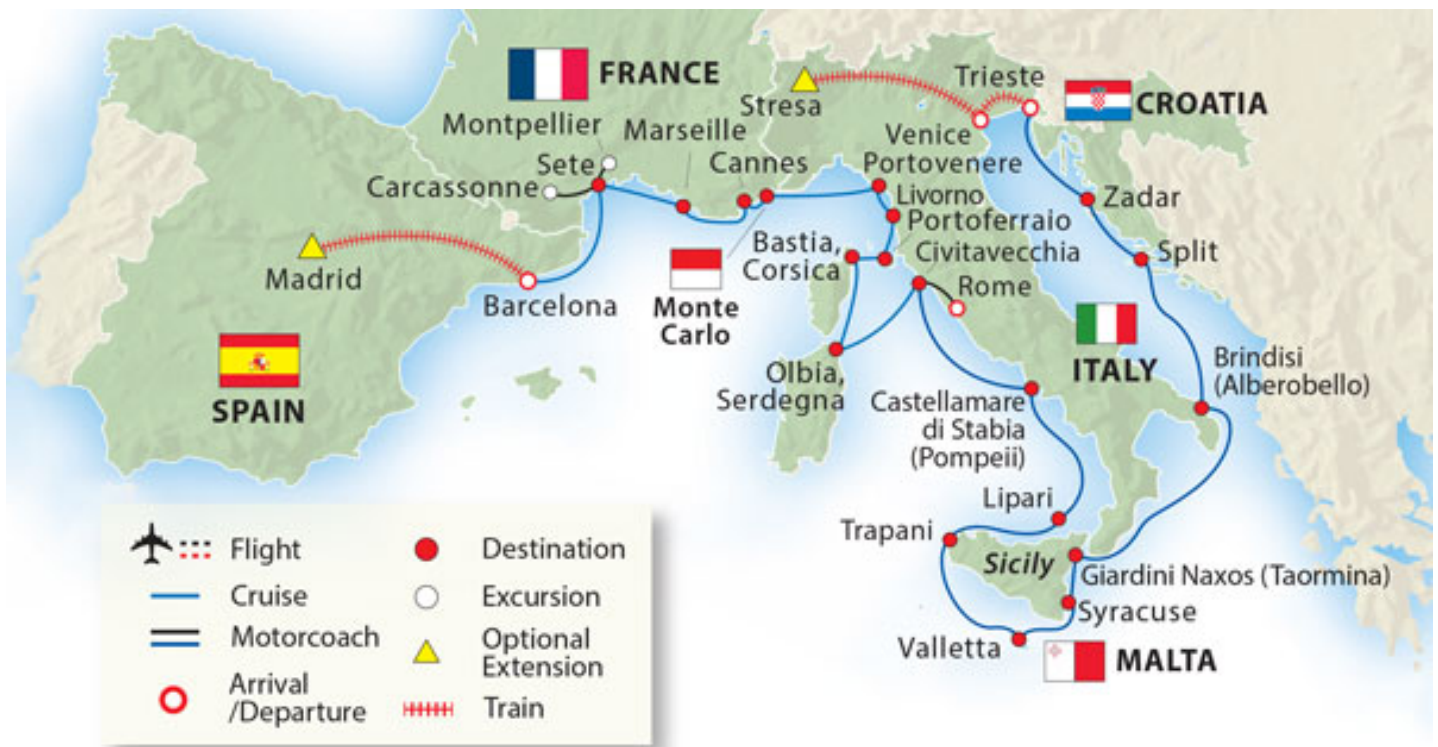 FRANCE
Trieste
CROATIA
Stresa
Montpellier
Marseille
Venice
Sete
Cannes
Portovenere
Carcassonne
Livorno
Zadar
Portoferraio
Bastia,
Corsica
Civitavecchia
Split
Madrid
Rome
Barcelona
Monte
Carlo
ITALY
Brindisi
(Alberobello)
Olbia,
Serdegna
SPAIN
Castellamare
di Stabia
(Pompeii)
Lipari
Trapani
Sicily
Giardini Naxos (Taormina)
Syracuse
Valletta
MALTA
Flight
Destination
Cruise
Excursion
Motorcoach
Optional
Extension
Arrival
/Departure
Train